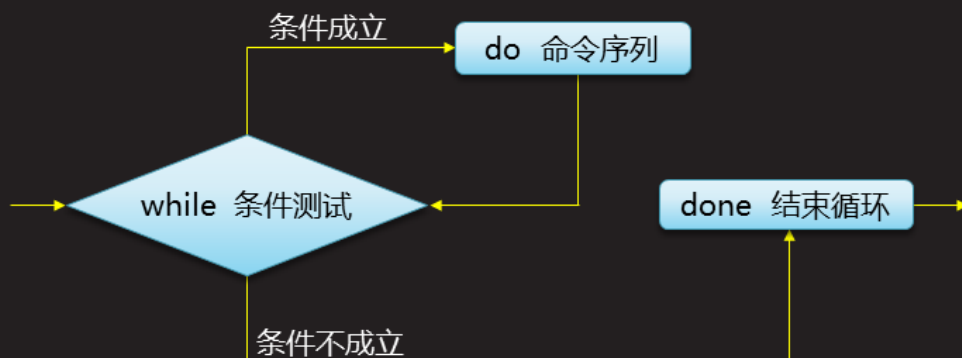 条件成立
do 命令序列
while 条件测试
done 结束循环
条件不成立